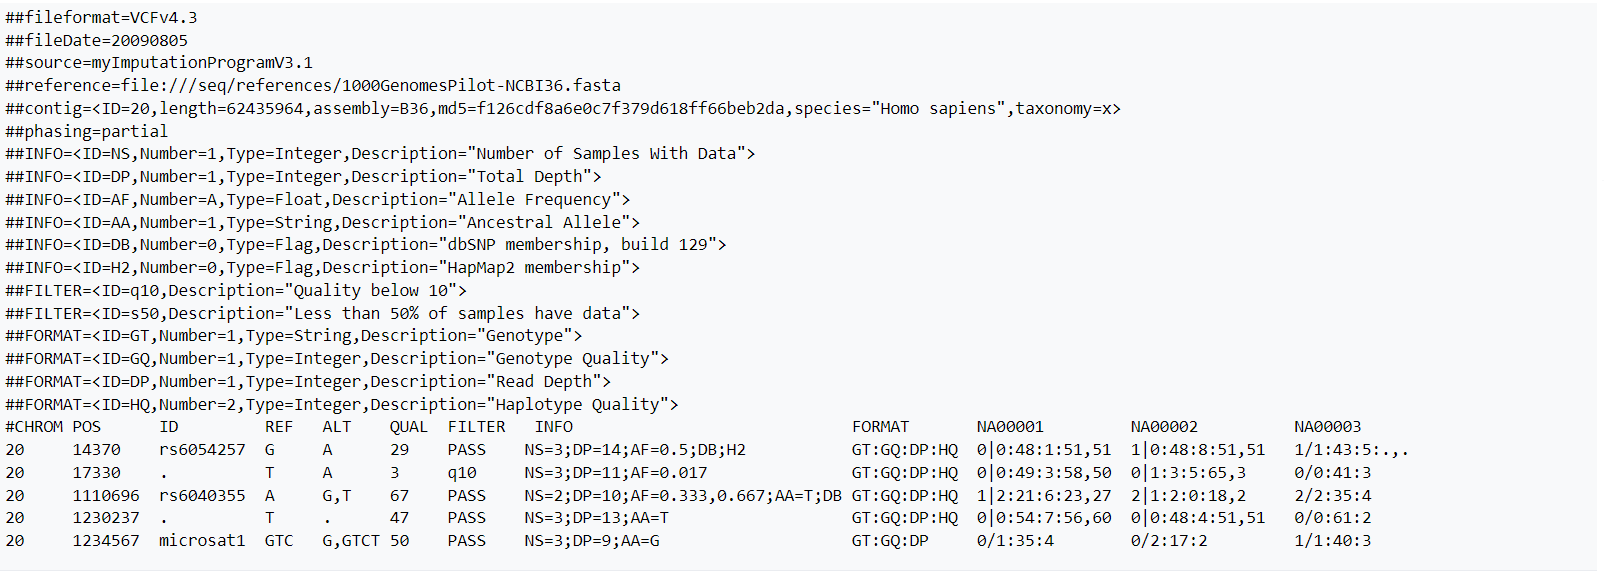 ##fileformat=VCFv4.3
##fileDate=20090805
##source=myImputationProgramV3.1
##reference=file:///seq/references/1000GenomesPilot-NCBI36.fasta
##contig=<ID=20,length=62435964,assembly=B36,md5=f126cdf8a6e0c7f379d618ff66beb2da,species="Homo sapiens",taxonomy=x>
##phasing=partial
##INFO=<ID=NS,Number=1,Type=Integer,Description="Number of Samples With Data">
##INFO=<ID=DP,Number=1,Type=Integer,Description="Total Depth">
##INFO=<ID=AF,Number=A,Type=Float,Description="Allele Frequency">
##INFO=<ID=AA,Number=1,Type=String,Description="Ancestral Allele">
##INFO=<ID=DB,Number=0,Type=Flag,Description="dbSNP membership, build 129">
##INFO=<ID=H2,Number=0,Type=Flag,Description="HapMap2 membership">
##FILTER=<ID=q10,Description="Quality below 10">
##FILTER=<ID=s50,Description="Less than 50% of samples have data">
##FORMAT=<ID=GT,Number=1,Type=String,Description="Genotype">
##FORMAT=<ID=GQ,Number=1,Type=Integer,Description="Genotype Quality">
##FORMAT=<ID=DP,Number=1,Type=Integer,Description="Read Depth">
##FORMAT=<ID=HQ,Number=2,Type=Integer,Description="Haplotype Quality">
#CHROM POS ID REF ALT QUAL FILTER INFO FORMAT NA00001 NA00002 NA00003
20 14370 rs6054257 G A 29 PASS NS=3;DP=14;AF=0.5;DB;H2 GT:GQ:DP:HQ 0|0:48:1:51,51 1|0:48:8:51,51 1/1:43:5:.,.
20 17330 . T A 3 q10 NS=3;DP=11;AF=0.017 GT:GQ:DP:HQ 0|0:49:3:58,50 0|1:3:5:65,3 0/0:41:3
20 1110696 rs6040355 A G,T 67 PASS NS=2;DP=10;AF=0.333,0.667;AA=T;DB GT:GQ:DP:HQ 1|2:21:6:23,27 2|1:2:0:18,2 2/2:35:4
20 1230237 . T . 47 PASS NS=3;DP=13;AA=T GT:GQ:DP:HQ 0|0:54:7:56,60 0|0:48:4:51,51 0/0:61:2
20 1234567 microsat1 GTC G,GTCT 50 PASS NS=3;DP=9;AA=G GT:GQ:DP 0/1:35:4 0/2:17:2 1/1:40:3